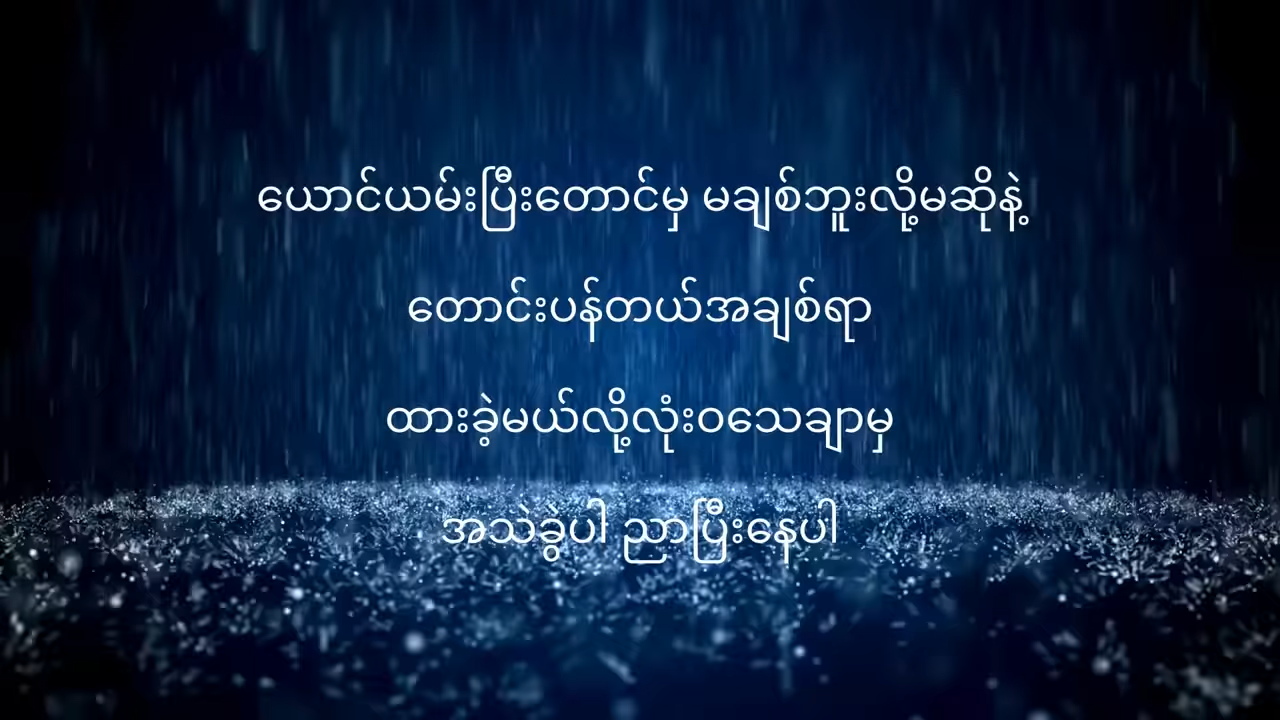 ယောင်ယမ်းပြီးတောင်မှ မချစ်ဘူးလို့မဆိုနဲ့
တောင်းပန်တယ်အချစ်ရာ
ထားခဲ့မယ်လို့လုံးဝသေချာမှ
အသဲခွဲပါ ညာပြီးနေပါ